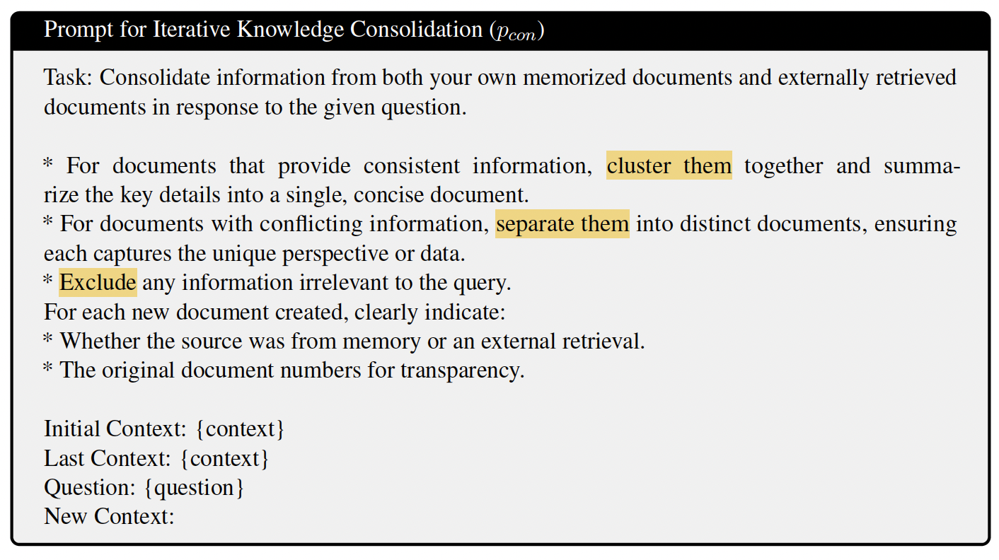 Prompt for Iterative Knowledge Consolidation (p_con)
Task: Consolidate information from both your own memorized documents and externally retrieved
documents in response to the given question.
* For documents that provide consistent information, cluster them together and summa-
rize the key details into a single, concise document.
* For documents with conflicting information, separate them into distinct documents, ensuring
each captures the unique perspective or data.
* Exclude any information irrelevant to the query.
For each new document created, clearly indicate:
* Whether the source was from memory or an external retrieval.
* The original document numbers for transparency.
Initial Context: {context}
Last Context: {context}
Question: {question}
New Context: